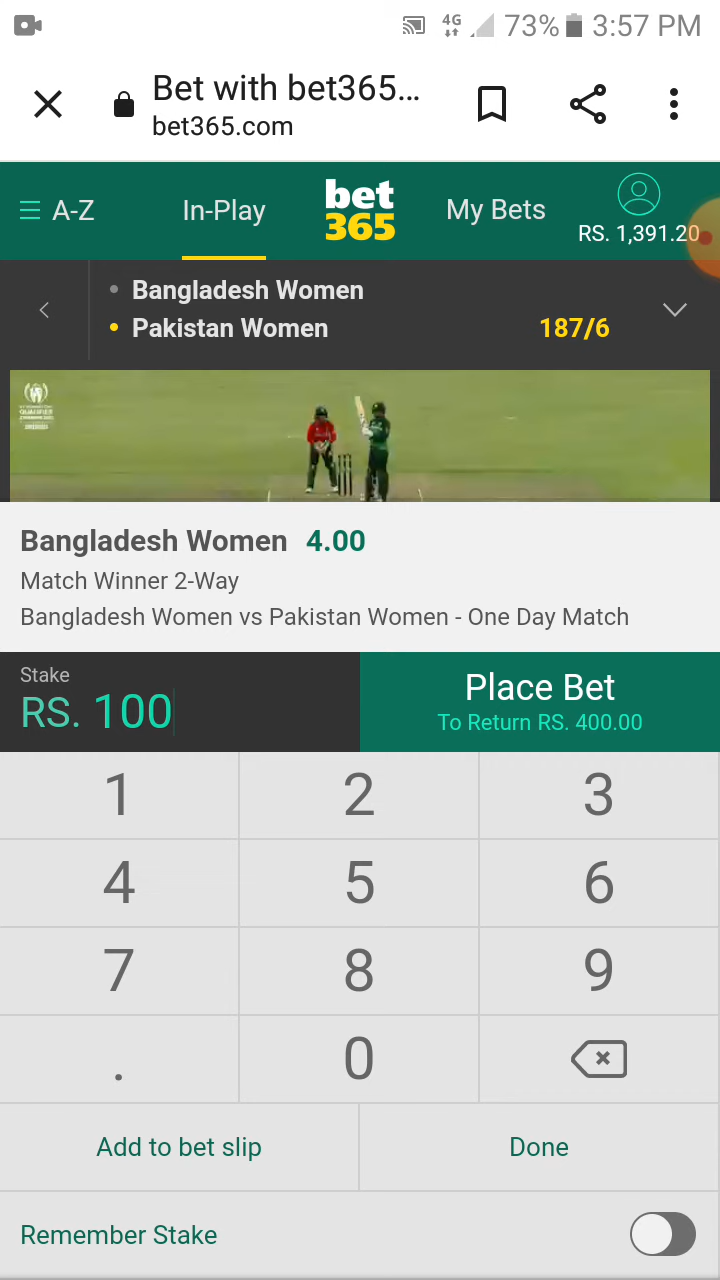 4G 73% 3:57 PM
Bet with bet365...
bet365.com
A-Z In-Play bet365 My Bets RS. 1,391.20
Bangladesh Women
Pakistan Women 187/6
QUALIFIER
Bangladesh Women 4.00
Match Winner 2-Way
Bangladesh Women vs Pakistan Women - One Day Match
Stake
RS. 100
Place Bet
To Return RS. 400.00
1 2 3
4 5 6
7 8 9
. 0
Add to bet slip Done
Remember Stake